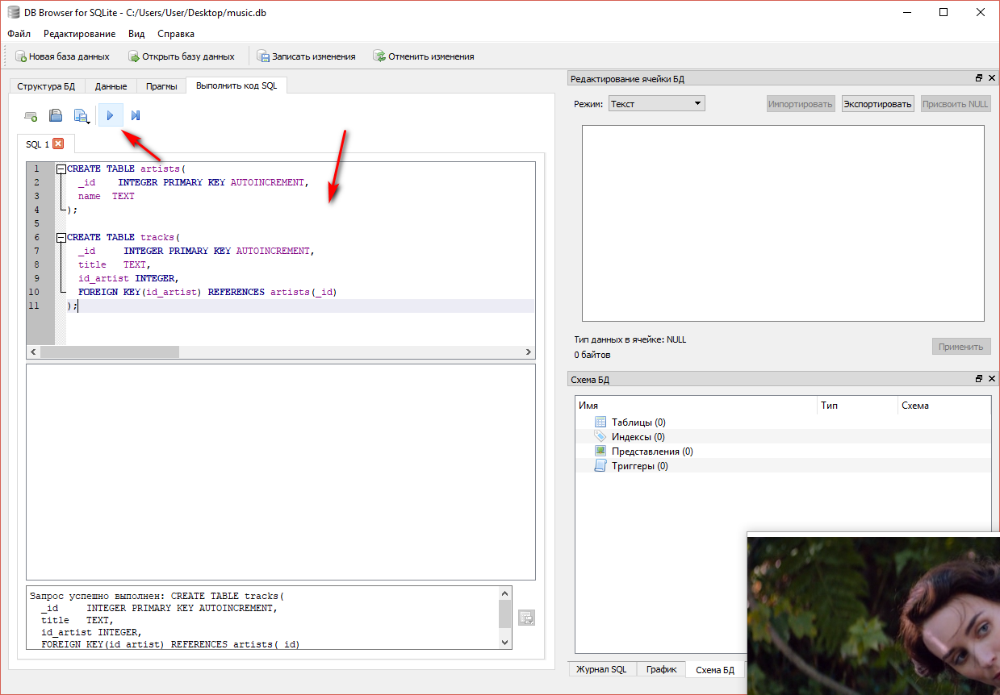 DB Browser for SQLite - C:/Users/User/Desktop/music.db
Файл Редактирование Вид Справка
Новая база данных Открыть базу данных Записать изменения Отменить изменения
Структура БД Данные Прагмы Выполнить код SQL
SQL 1
1 CREATE TABLE artists(
2 _id INTEGER PRIMARY KEY AUTOINCREMENT,
3 name TEXT
4 );
5
6 CREATE TABLE tracks(
7 _id INTEGER PRIMARY KEY AUTOINCREMENT,
8 title TEXT,
9 id_artist INTEGER,
10 FOREIGN KEY(id_artist) REFERENCES artists(_id)
11 );
Запрос успешно выполнен: CREATE TABLE tracks(
_id INTEGER PRIMARY KEY AUTOINCREMENT,
title TEXT,
id_artist INTEGER,
FOREIGN KEY(id_artist) REFERENCES artists(_id)
Редактирование ячейки БД
Режим: Текст Импортировать Экспортировать Присвоить NULL
Тип данных в ячейке: NULL
0 байтов
Применить
Схема БД
Имя Тип Схема
Таблицы (0)
Индексы (0)
Представления (0)
Триггеры (0)
Журнал SQL График Схема БД